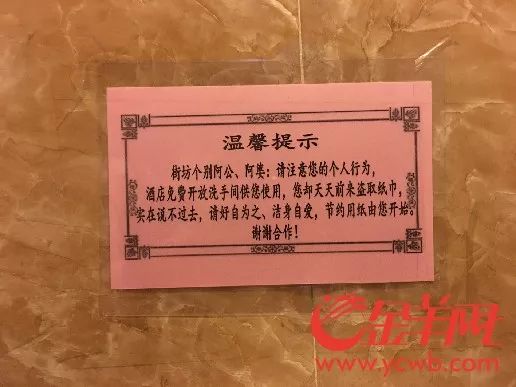 温馨提示
街坊个别阿公、阿婆：请注意您的个人行为，
酒店免费开放洗手间供您使用，您却天天前来盗取纸巾，
实在说不过去，请好自为之、洁身自爱，节约用纸由您开始。
谢谢合作！
金羊网
www.ycwb.com